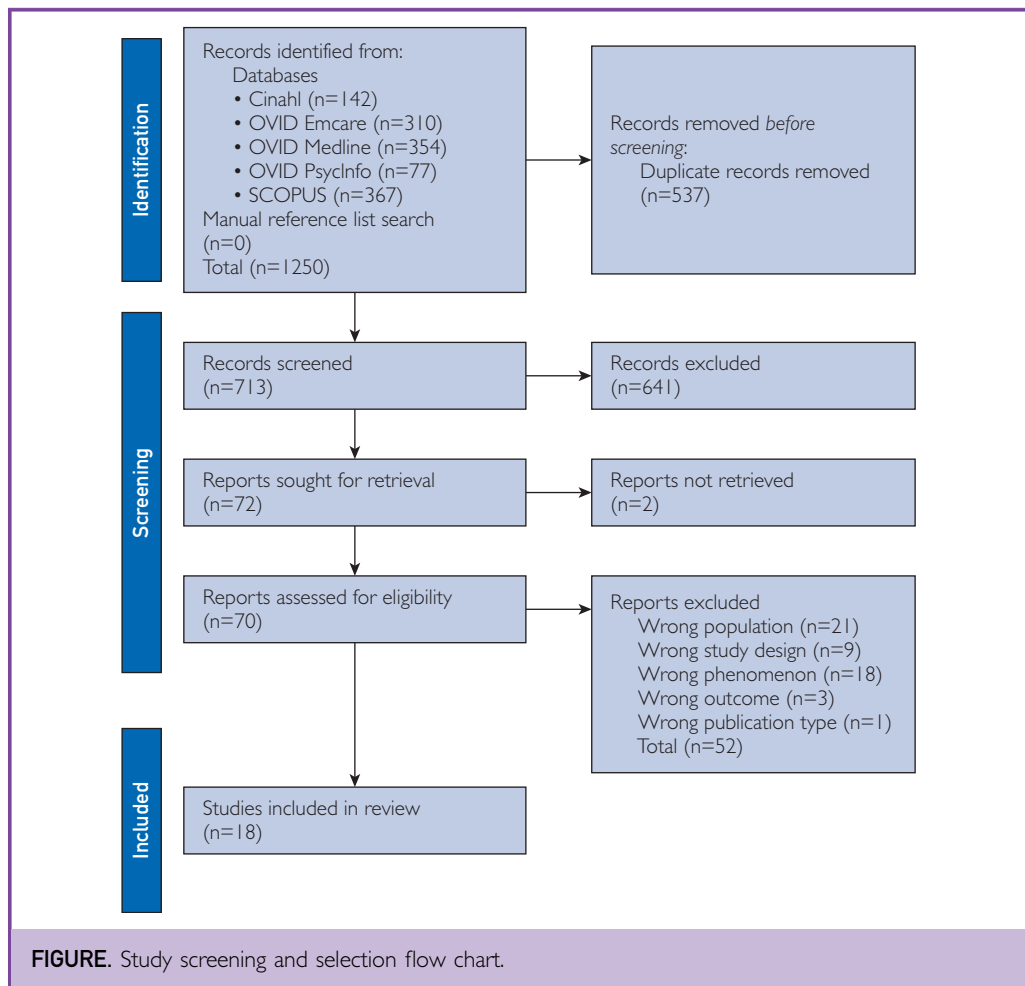 Identification
Records identified from:
Databases
• Cinahl (n=142)
• OVID Emcare (n=310)
• OVID Medline (n=354)
• OVID PsycInfo (n=77)
• SCOPUS (n=367)
Manual reference list search
(n=0)
Total (n=1250)
Records removed before
screening:
Duplicate records removed
(n=537)
Screening
Records screened
(n=713)
Records excluded
(n=641)
Reports sought for retrieval
(n=72)
Reports not retrieved
(n=2)
Reports assessed for eligibility
(n=70)
Reports excluded
Wrong population (n=21)
Wrong study design (n=9)
Wrong phenomenon (n=18)
Wrong outcome (n=3)
Wrong publication type (n=1)
Total (n=52)
Included
Studies included in review
(n=18)
FIGURE. Study screening and selection flow chart.